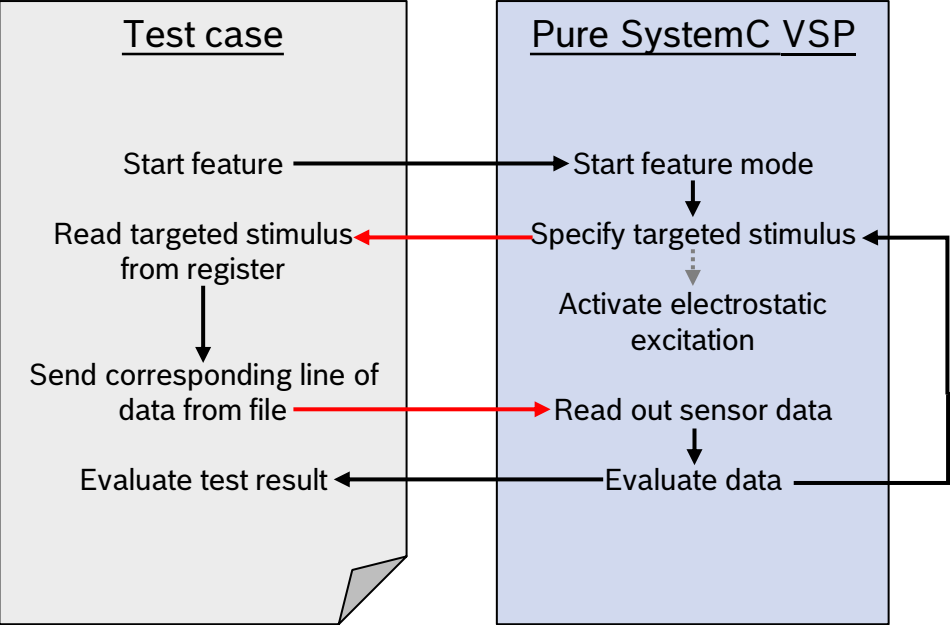 Test case
Pure SystemC VSP
Start feature
Start feature mode
Read targeted stimulus
from register
Specify targeted stimulus
Activate electrostatic
excitation
Send corresponding line of
data from file
Read out sensor data
Evaluate test result
Evaluate data